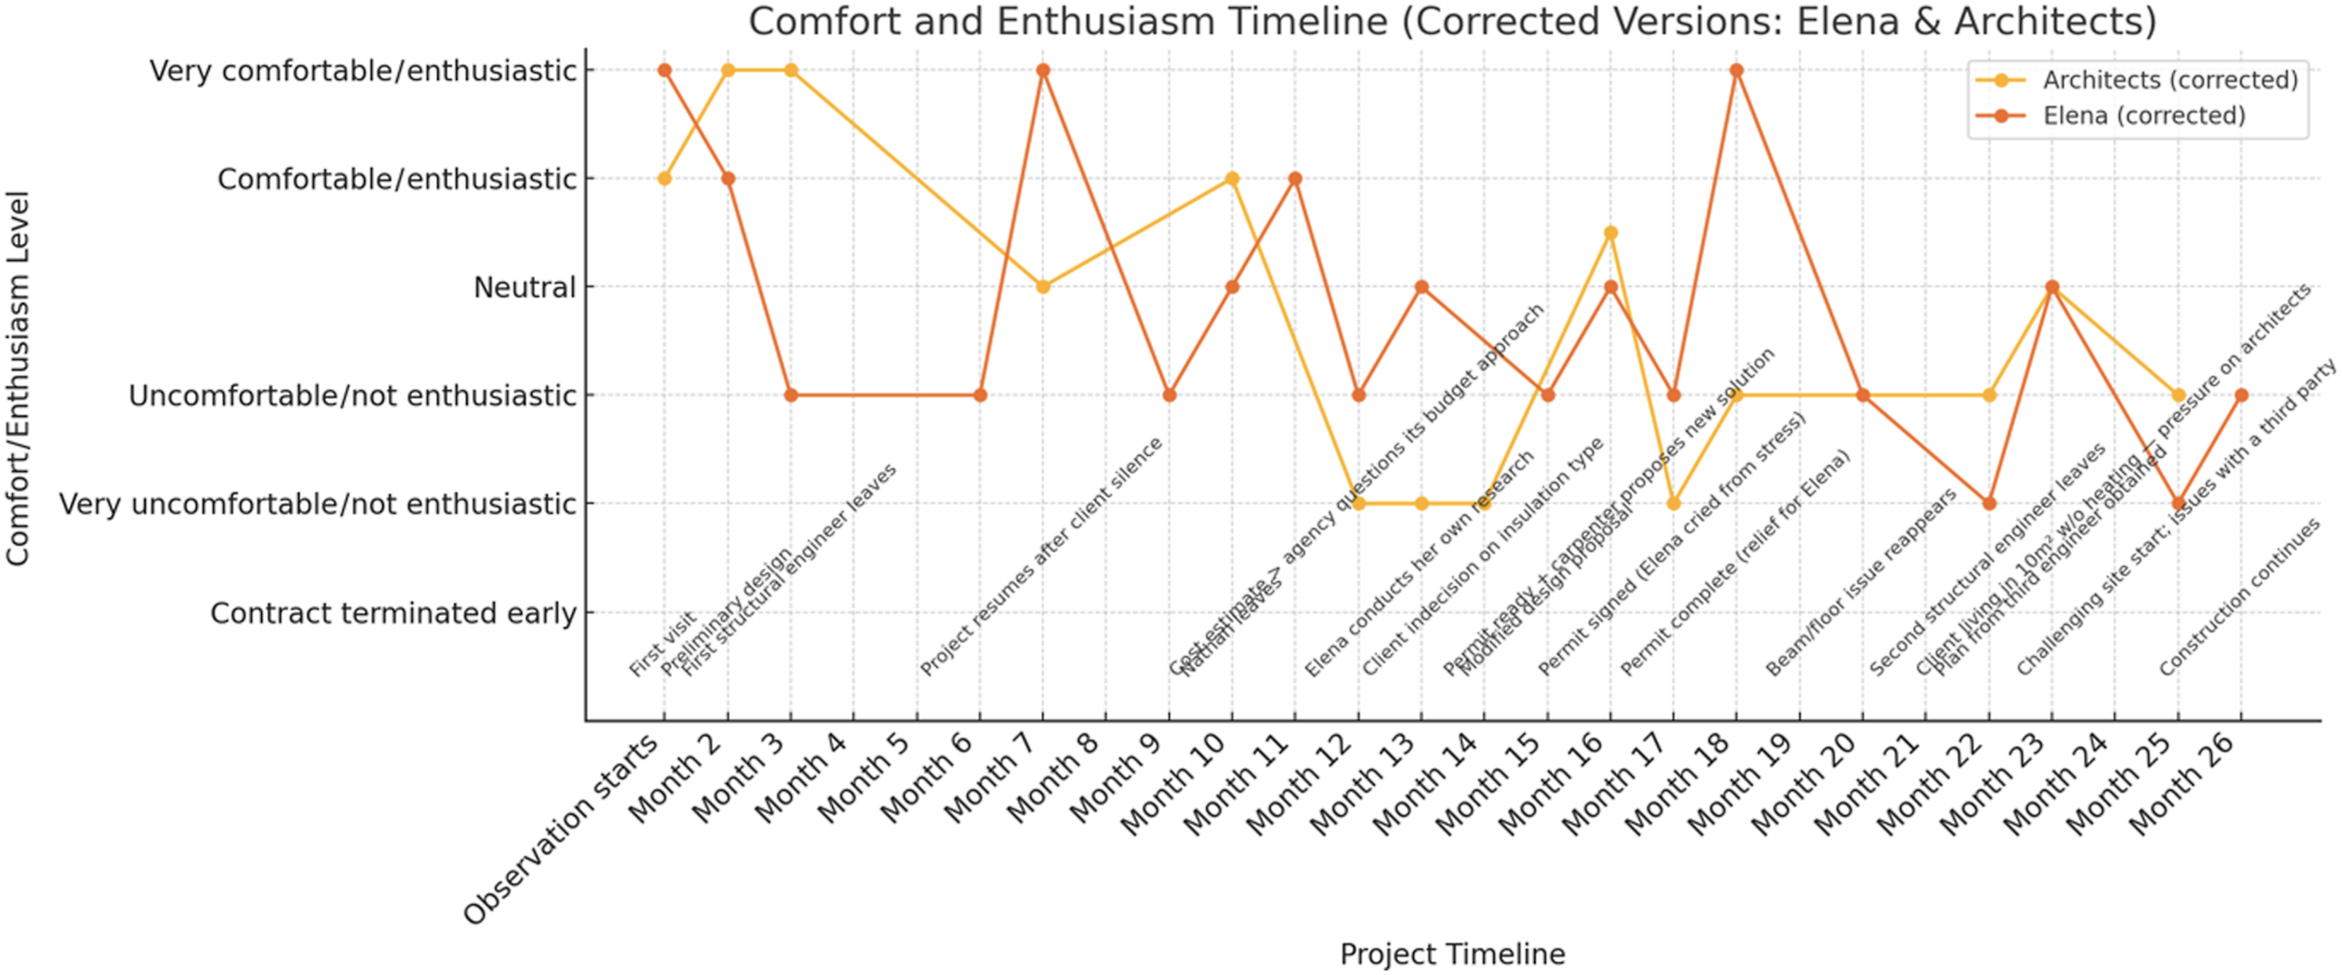 Comfort and Enthusiasm Timeline (Corrected Versions: Elena & Architects)
Architects (corrected)
Elena (corrected)
Comfort/Enthusiasm Level
Very comfortable/enthusiastic
Comfortable/enthusiastic
Neutral
Uncomfortable/not enthusiastic
Very uncomfortable/not enthusiastic
Contract terminated early
First visit
Preliminary design
First structural engineer leaves
Project resumes after client silence
Cost estimate > agency questions its budget approach
Nathan leaves
Elena conducts her own research
Client indecision on insulation type
Permit ready + carpenter proposes new solution
Modified design proposal
Permit signed (Elena cried from stress)
Permit complete (relief for Elena)
Beam/floor issue reappears
Second structural engineer leaves
Client living in 10m² w/o heating — pressure on architects
Plan from third engineer obtained
Challenging site start; issues with a third party
Construction continues
Observation starts
Month 2
Month 3
Month 4
Month 5
Month 6
Month 7
Month 8
Month 9
Month 10
Month 11
Month 12
Month 13
Month 14
Month 15
Month 16
Month 17
Month 18
Month 19
Month 20
Month 21
Month 22
Month 23
Month 24
Month 25
Month 26
Project Timeline